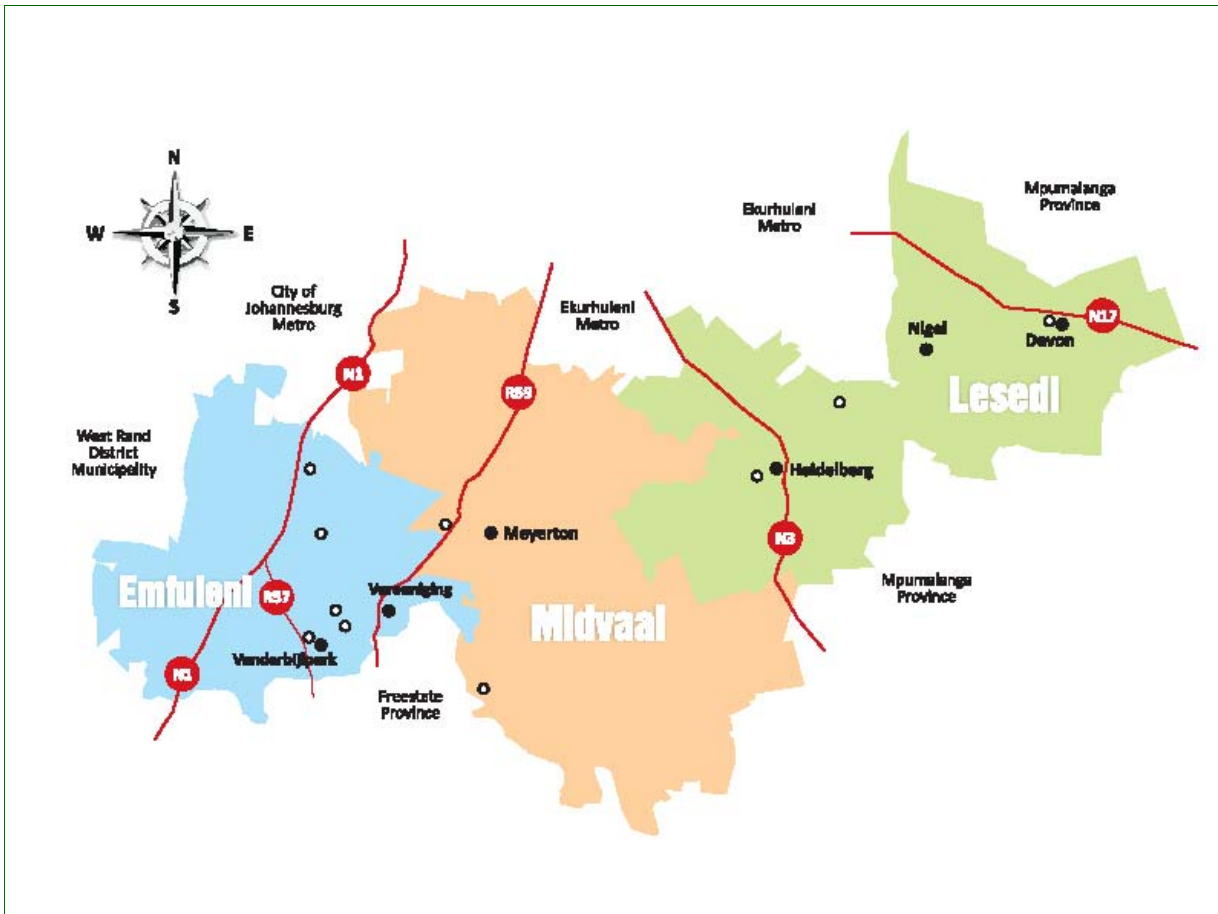 N
W
E
S
Mpumalanga
Province
Ekurhuleni
Metro
City of
Johannesburg
Metro
Ekurhuleni
Metro
N17
Nigel
Devon
N1
R59
Lesedi
West Rand
District
Municipality
Heidelberg
Meyerton
N3
Emfuleni
R57
Vereeniging
Mpumalanga
Province
Midvaal
Vanderbijlpark
N1
Freestate
Province